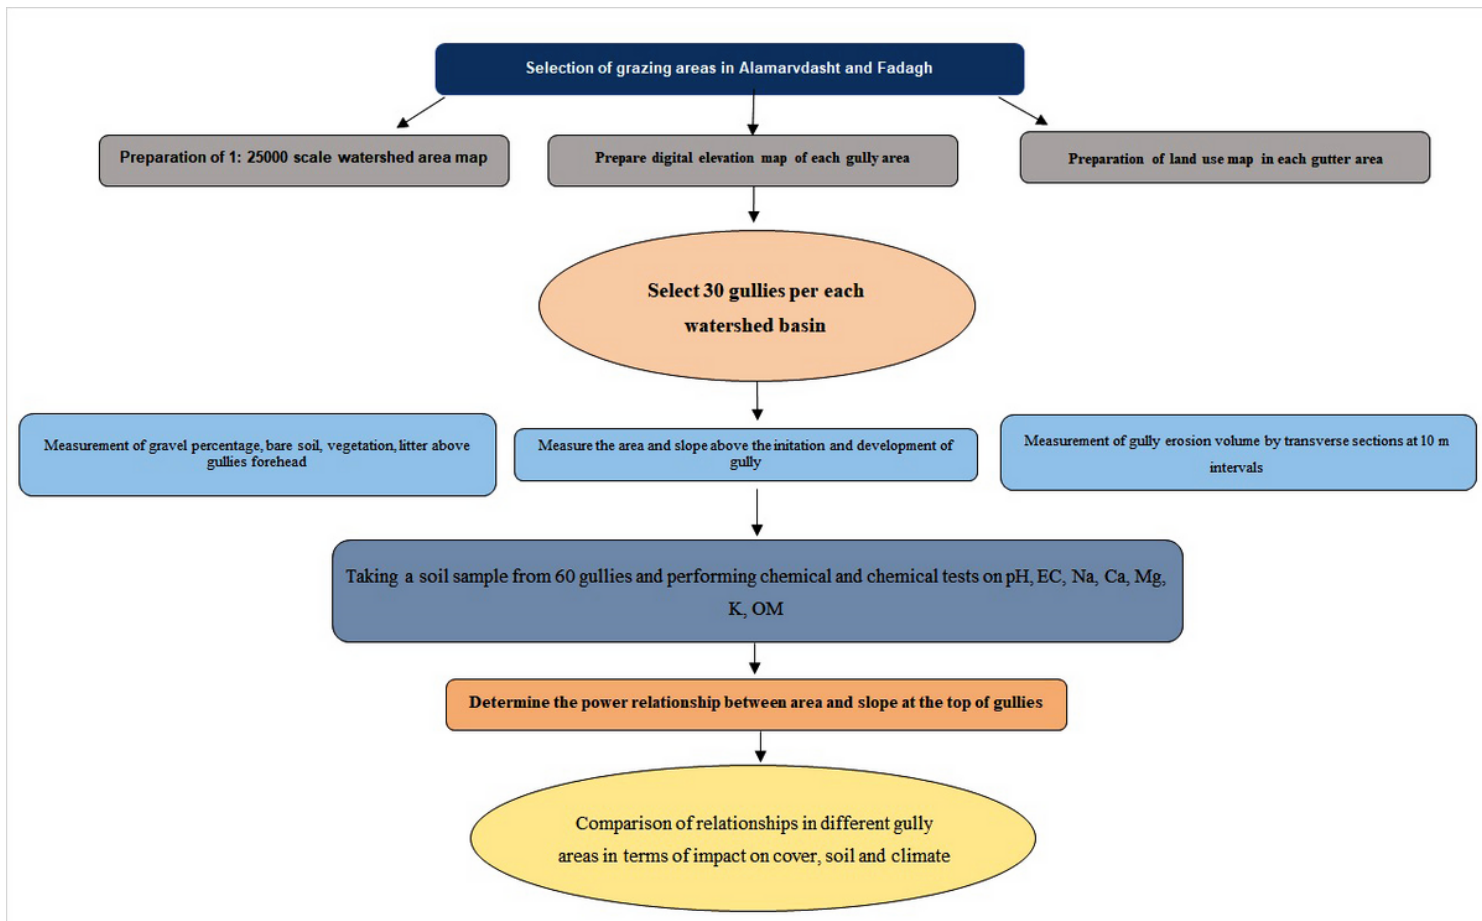 Selection of grazing areas in Alamarvdasht and Fadagh
Preparation of 1: 25000 scale watershed area map
Prepare digital elevation map of each gully area
Preparation of land use map in each gutter area
Select 30 gullies per each
watershed basin
Measurement of gravel percentage, bare soil, vegetation, litter above
gullies forehead
Measure the area and slope above the initation and development of
gully
Measurement of gully erosion volume by transverse sections at 10 m
intervals
Taking a soil sample from 60 gullies and performing chemical and chemical tests on pH, EC, Na, Ca, Mg,
K, OM
Determine the power relationship between area and slope at the top of gullies
Comparison of relationships in different gully
areas in terms of impact on cover, soil and climate